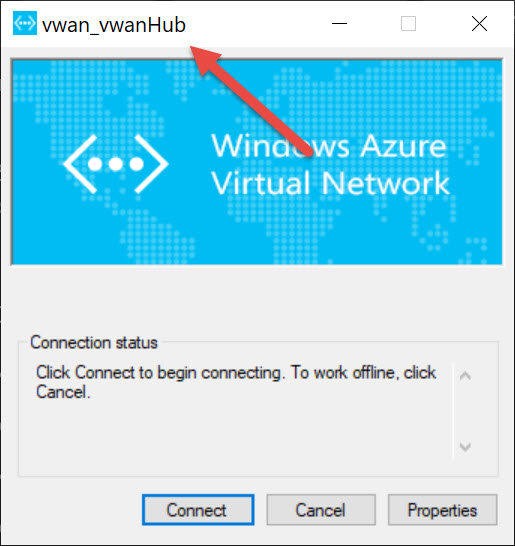 vwan_vwanHub
Windows Azure
Virtual Network
Connection status
Click Connect to begin connecting. To work offline, click
Cancel.
Connect
Cancel
Properties